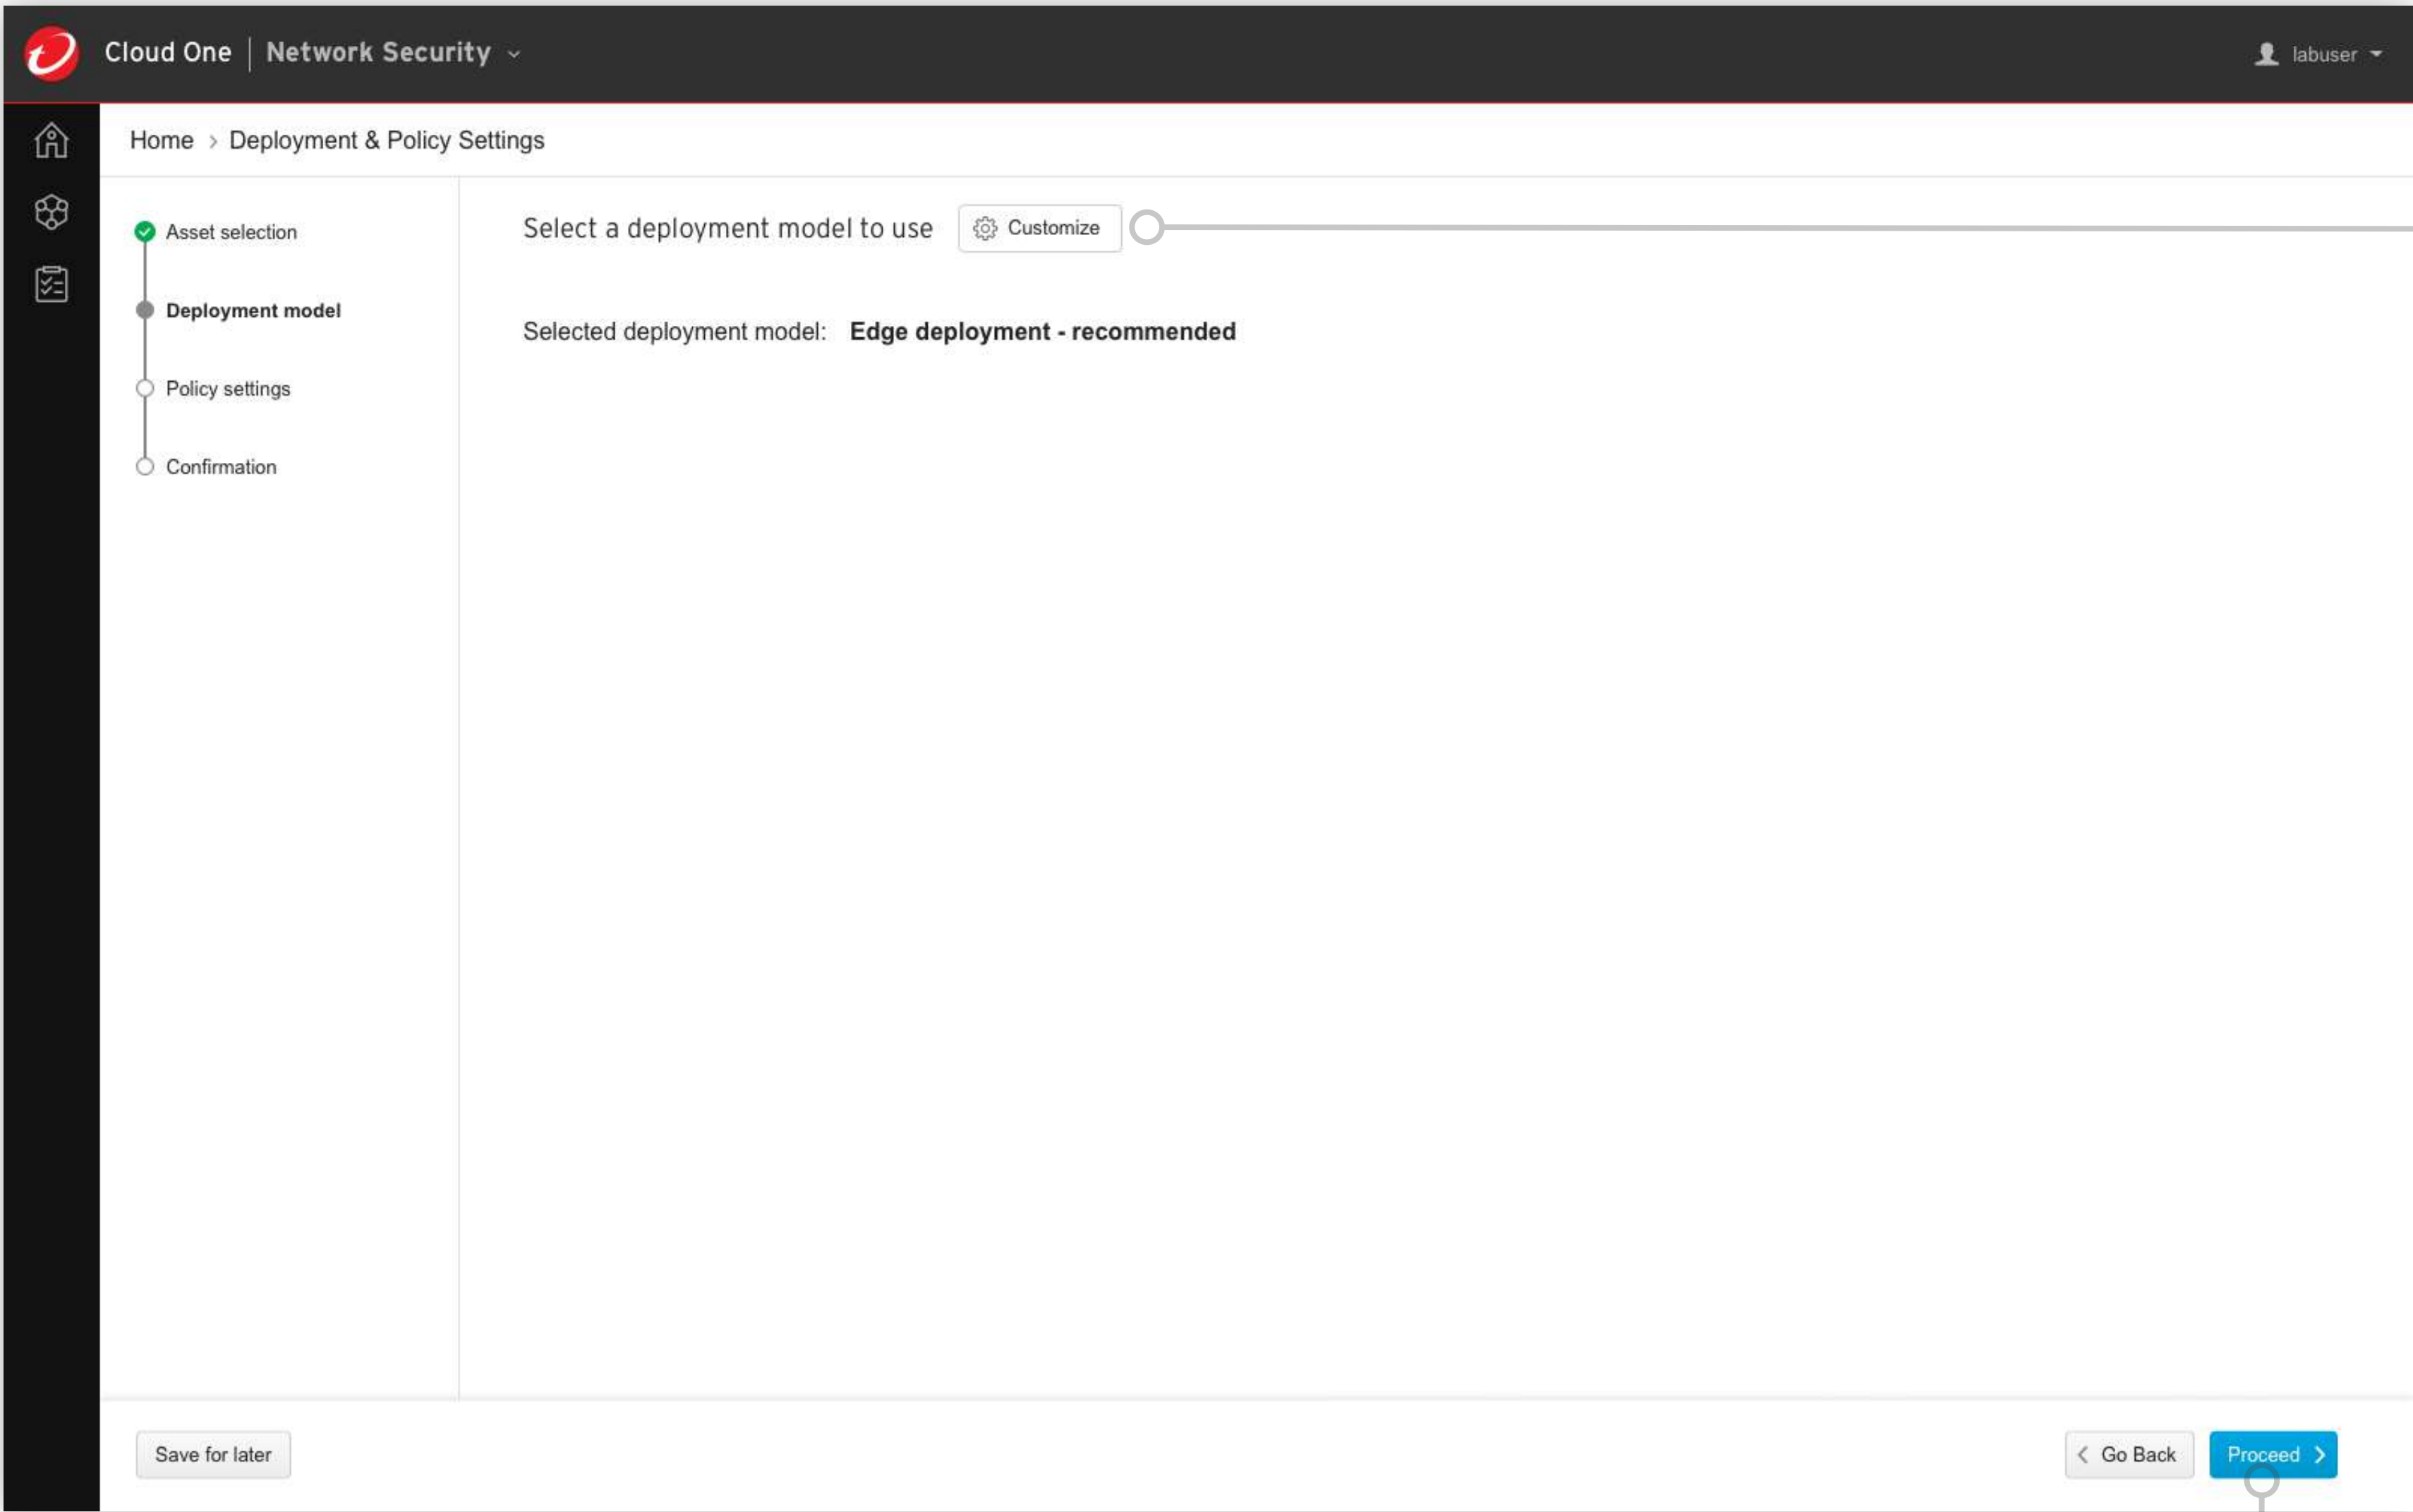 Cloud One | Network Security
labuser
Home > Deployment & Policy Settings
Asset selection
Deployment model
Policy settings
Confirmation
Select a deployment model to use
Customize
Selected deployment model: Edge deployment - recommended
Save for later
Go Back
Proceed